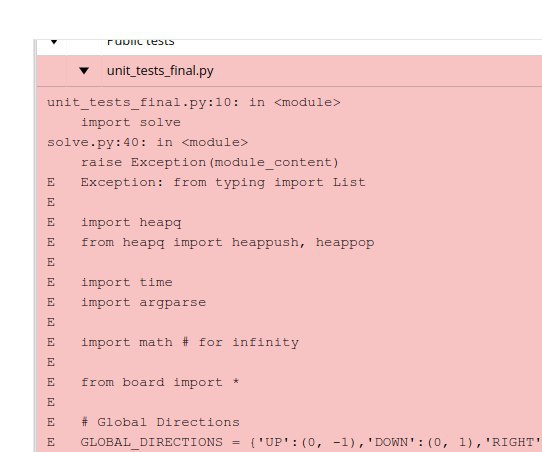 Public tests
unit_tests_final.py
unit_tests_final.py:10: in <module>
import solve
solve.py:40: in <module>
raise Exception(module_content)
E Exception: from typing import List
E
E import heapq
E from heapq import heappush, heappop
E
E import time
E import argparse
E
E import math # for infinity
E
E from board import *
E
E # Global Directions
E GLOBAL_DIRECTIONS = {'UP':(0, -1),'DOWN':(0, 1),'RIGHT'